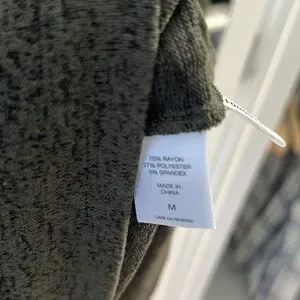 70% RAYON
27% POLYESTER
3% SPANDEX
MADE IN
CHINA
M
CARE ON REVERSE